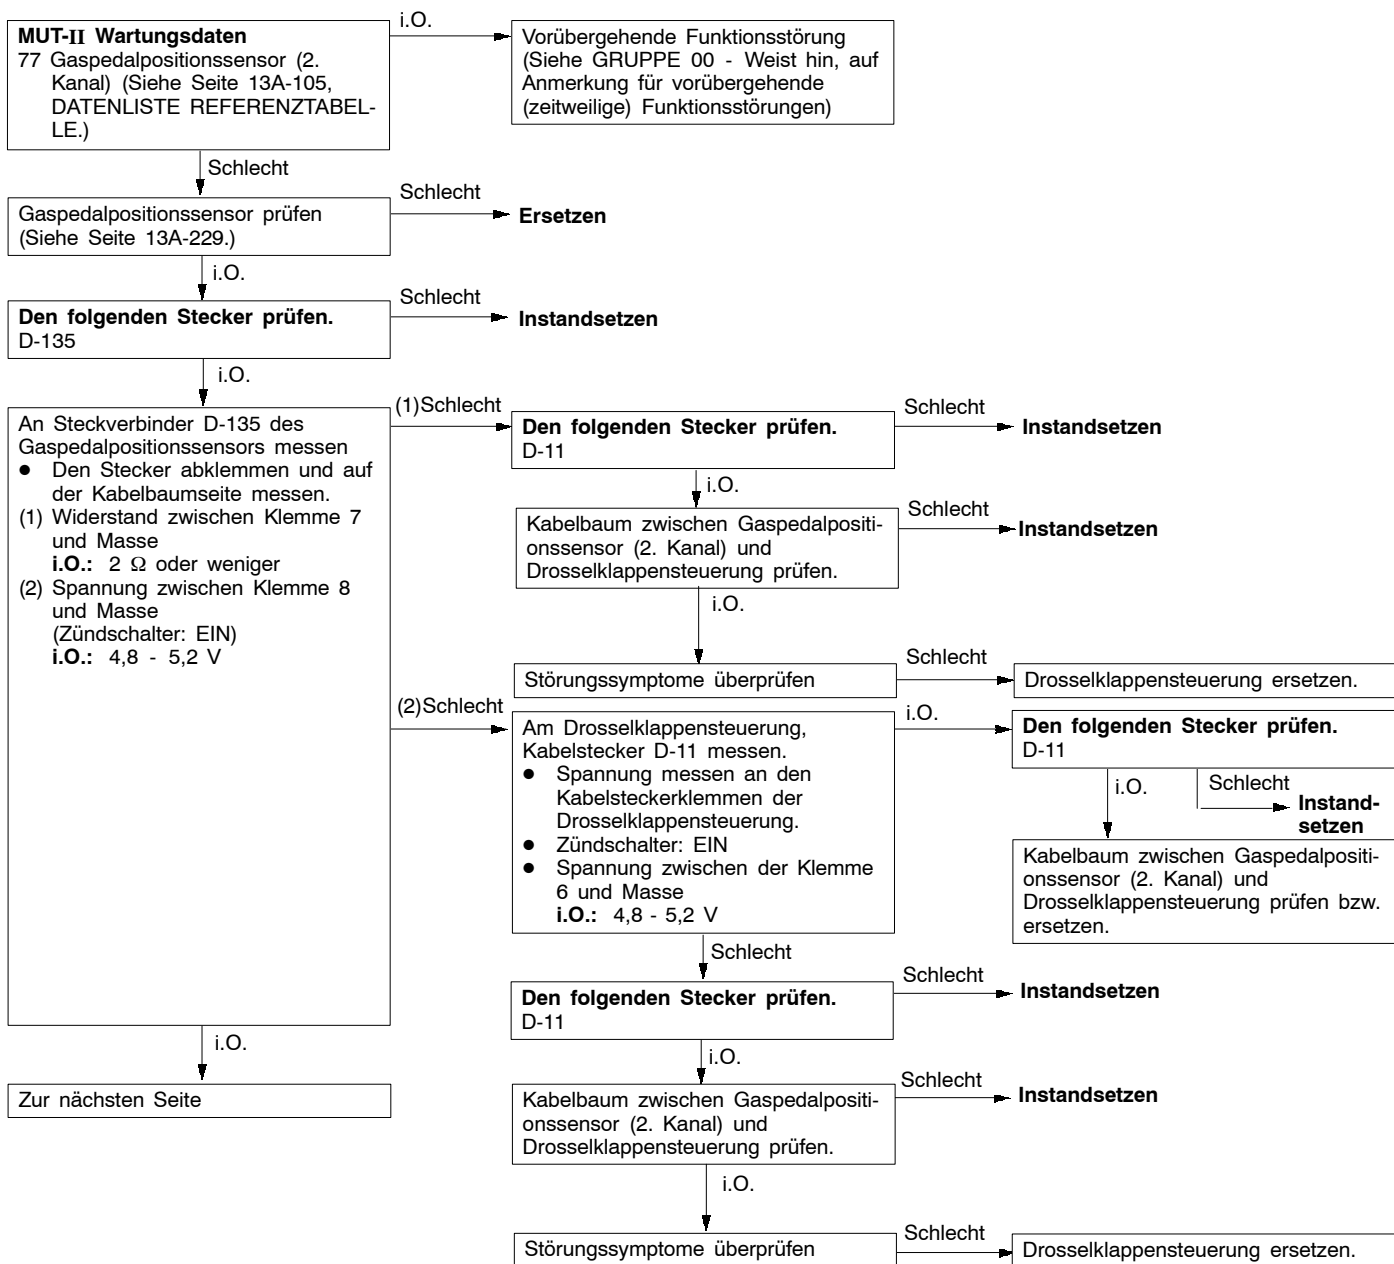 MUT-II Wartungsdaten
77 Gaspedalpositionssensor (2.
Kanal) (Siehe Seite 13A-105,
DATENLISTE REFERENZTABEL-
LE.)
i.O.
Vorübergehende Funktionsstörung
(Siehe GRUPPE 00 - Weist hin, auf
Anmerkung für vorübergehende
(zeitweilige) Funktionsstörungen)
Schlecht
Gaspedalpositionssensor prüfen
(Siehe Seite 13A-229.)
Schlecht
Ersetzen
i.O.
Den folgenden Stecker prüfen.
D-135
Schlecht
Instandsetzen
i.O.
An Steckverbinder D-135 des
Gaspedalpositionssensors messen
● Den Stecker abklemmen und auf
der Kabelbaumseite messen.
(1) Widerstand zwischen Klemme 7
und Masse
i.O.: 2 Ω oder weniger
(2) Spannung zwischen Klemme 8
und Masse
(Zündschalter: EIN)
i.O.: 4,8 - 5,2 V
(1)Schlecht
Den folgenden Stecker prüfen.
D-11
Schlecht
Instandsetzen
i.O.
Kabelbaum zwischen Gaspedalpositi-
onssensor (2. Kanal) und
Drosselklappensteuerung prüfen.
Schlecht
Instandsetzen
i.O.
Störungssymptome überprüfen
Schlecht
Drosselklappensteuerung ersetzen.
(2)Schlecht
Am Drosselklappensteuerung,
Kabelstecker D-11 messen.
● Spannung messen an den
Kabelsteckerklemmen der
Drosselklappensteuerung.
● Zündschalter: EIN
● Spannung zwischen der Klemme
6 und Masse
i.O.: 4,8 - 5,2 V
i.O.
Den folgenden Stecker prüfen.
D-11
i.O.
Schlecht
Instand-
setzen
Kabelbaum zwischen Gaspedalpositi-
onssensor (2. Kanal) und
Drosselklappensteuerung prüfen bzw.
ersetzen.
Schlecht
Den folgenden Stecker prüfen.
D-11
Schlecht
Instandsetzen
i.O.
Kabelbaum zwischen Gaspedalpositi-
onssensor (2. Kanal) und
Drosselklappensteuerung prüfen.
Schlecht
Instandsetzen
i.O.
Störungssymptome überprüfen
Schlecht
Drosselklappensteuerung ersetzen.
i.O.
Zur nächsten Seite